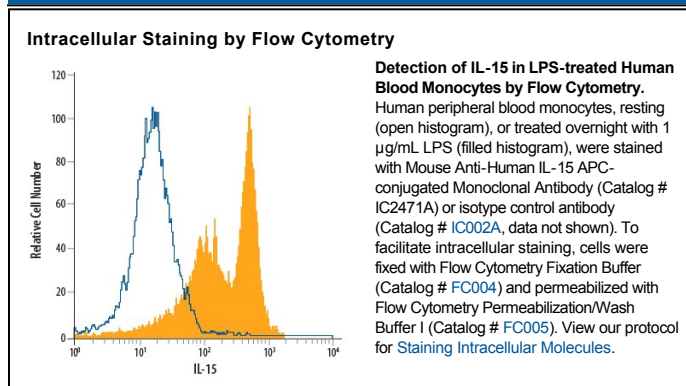 Intracellular Staining by Flow Cytometry
120
100
80
60
40
20
0
Relative Cell Number
10⁰ 10¹ 10² 10³ 10⁴
IL-15
Detection of IL-15 in LPS-treated Human
Blood Monocytes by Flow Cytometry.
Human peripheral blood monocytes, resting
(open histogram), or treated overnight with 1
µg/mL LPS (filled histogram), were stained
with Mouse Anti-Human IL-15 APC-
conjugated Monoclonal Antibody (Catalog #
IC2471A) or isotype control antibody
(Catalog # IC002A, data not shown). To
facilitate intracellular staining, cells were
fixed with Flow Cytometry Fixation Buffer
(Catalog # FC004) and permeabilized with
Flow Cytometry Permeabilization/Wash
Buffer I (Catalog # FC005). View our protocol
for Staining Intracellular Molecules.